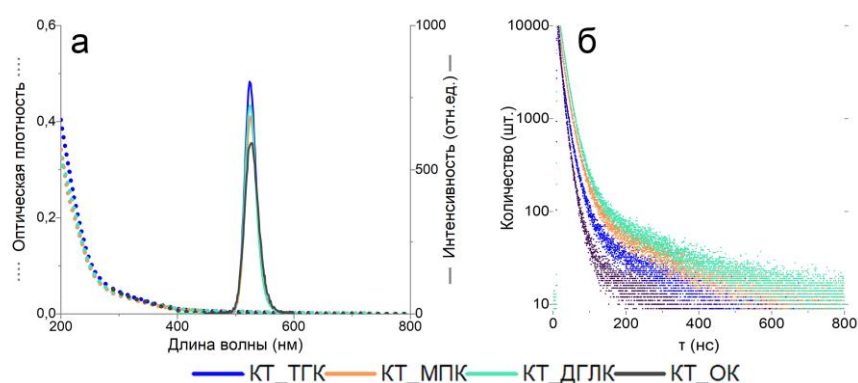 а
б
0,6
0,4
0,2
0,0
.... Оптическая плотность ....
200
400
600
800
Длина волны (нм)
1000
500
0
— Интенсивность (отн.ед.) —
10000
1000
100
10
Количество (шт.)
0
200
400
600
800
τ (нс)
КТ_ТГК КТ_МПК КТ_ДГЛК КТ_ОК